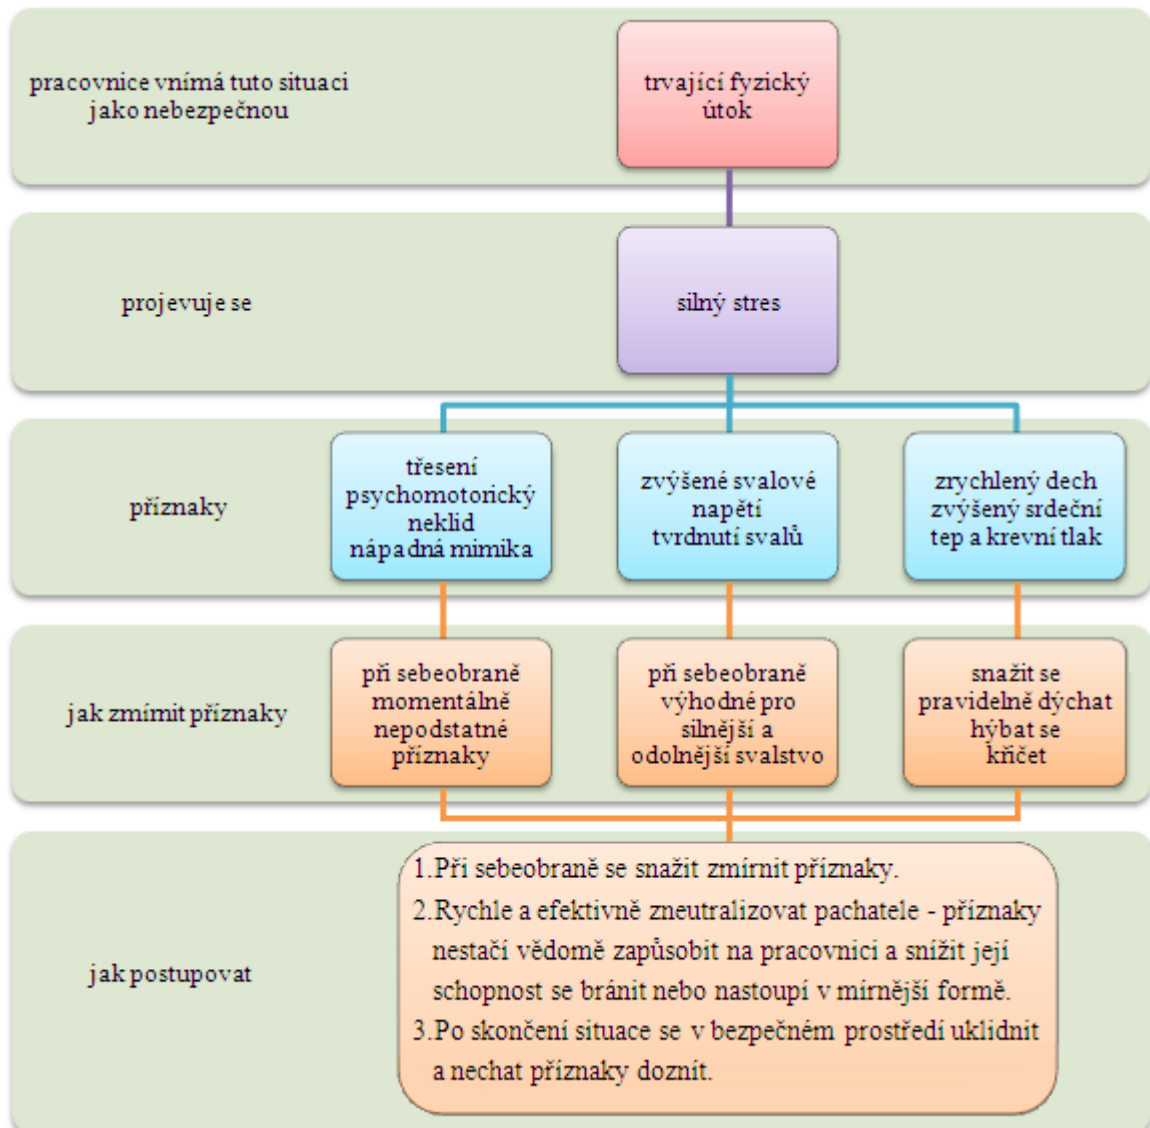 pracovnice vnímá tuto situaci
jako nebezpečnou
trvající fyzický
útok
projevuje se
silný stres
příznaky
třesení
psychomotorický
neklid
nápadná mimika
zvýšené svalové
napětí
tvrdnutí svalů
zrychlený dech
zvýšený srdeční
tep a krevní tlak
jak zmímit příznaky
při sebeobraně
momentálně
nepodstatné
příznaky
při sebeobraně
výhodné pro
silnější a
odolnější svalstvo
snažit se
pravidelně dýchat
hýbat se
křičet
jak postupovat
1.Při sebeobraně se snažit zmírnit příznaky.
2.Rychle a efektivně zneutralizovat pachatele - příznaky
nestačí vědomě zapůsobit na pracovnici a snížit její
schopnost se bránit nebo nastoupí v mírnější formě.
3.Po skončení situace se v bezpečném prostředí uklidnit
a nechat příznaky doznít.